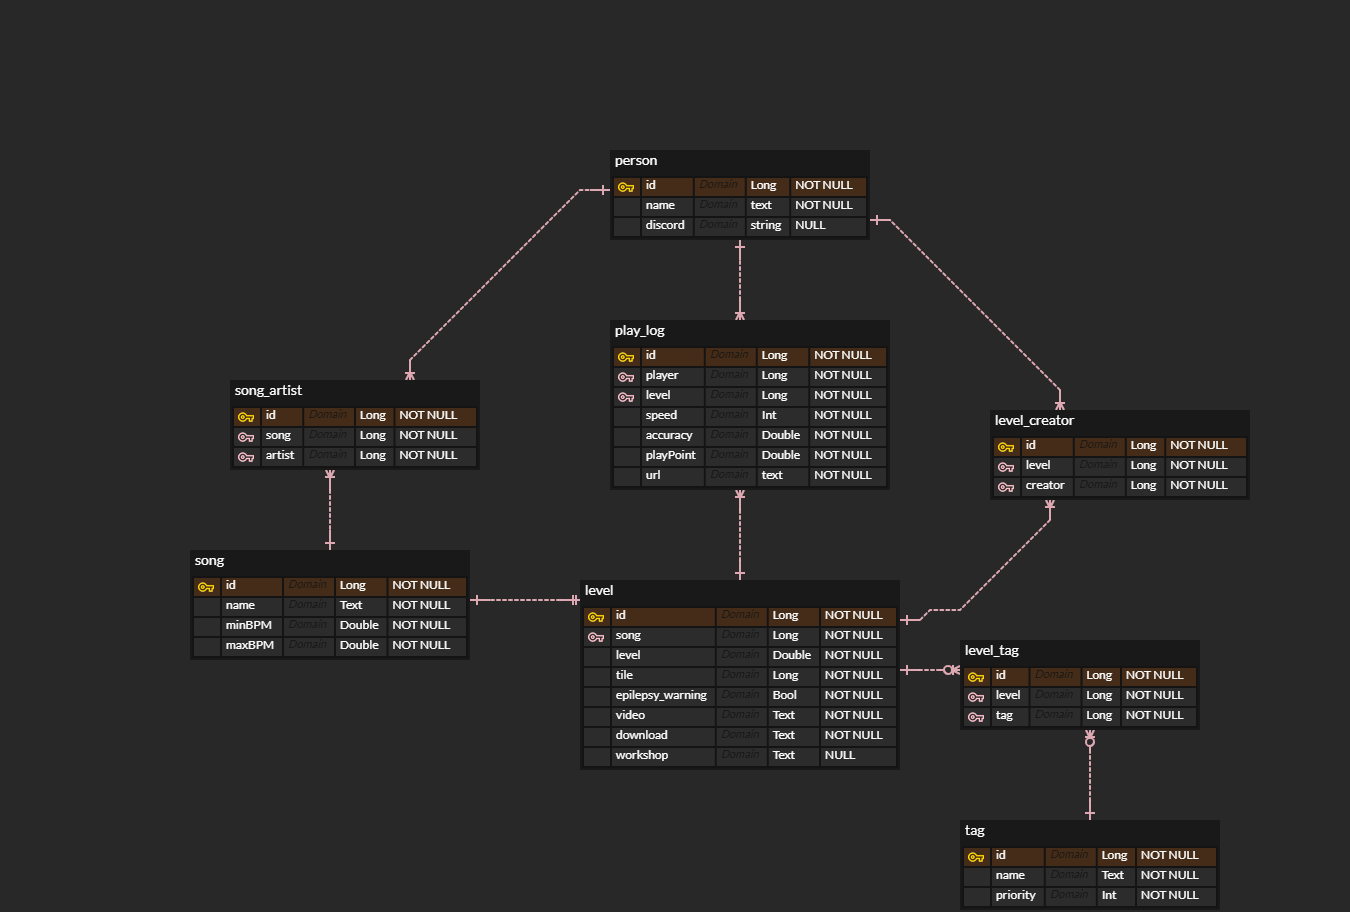 person
id Domain Long NOT NULL
name Domain text NOT NULL
discord Domain string NULL
play_log
id Domain Long NOT NULL
player Domain Long NOT NULL
level Domain Long NOT NULL
speed Domain Int NOT NULL
accuracy Domain Double NOT NULL
playPoint Domain Double NOT NULL
url Domain text NOT NULL
song_artist
id Domain Long NOT NULL
song Domain Long NOT NULL
artist Domain Long NOT NULL
level_creator
id Domain Long NOT NULL
level Domain Long NOT NULL
creator Domain Long NOT NULL
song
id Domain Long NOT NULL
name Domain Text NOT NULL
minBPM Domain Double NOT NULL
maxBPM Domain Double NOT NULL
level
id Domain Long NOT NULL
song Domain Long NOT NULL
level Domain Double NOT NULL
tile Domain Long NOT NULL
epilepsy_warning Domain Bool NOT NULL
video Domain Text NOT NULL
download Domain Text NOT NULL
workshop Domain Text NULL
level_tag
id Domain Long NOT NULL
level Domain Long NOT NULL
tag Domain Long NOT NULL
tag
id Domain Long NOT NULL
name Domain Text NOT NULL
priority Domain Int NOT NULL